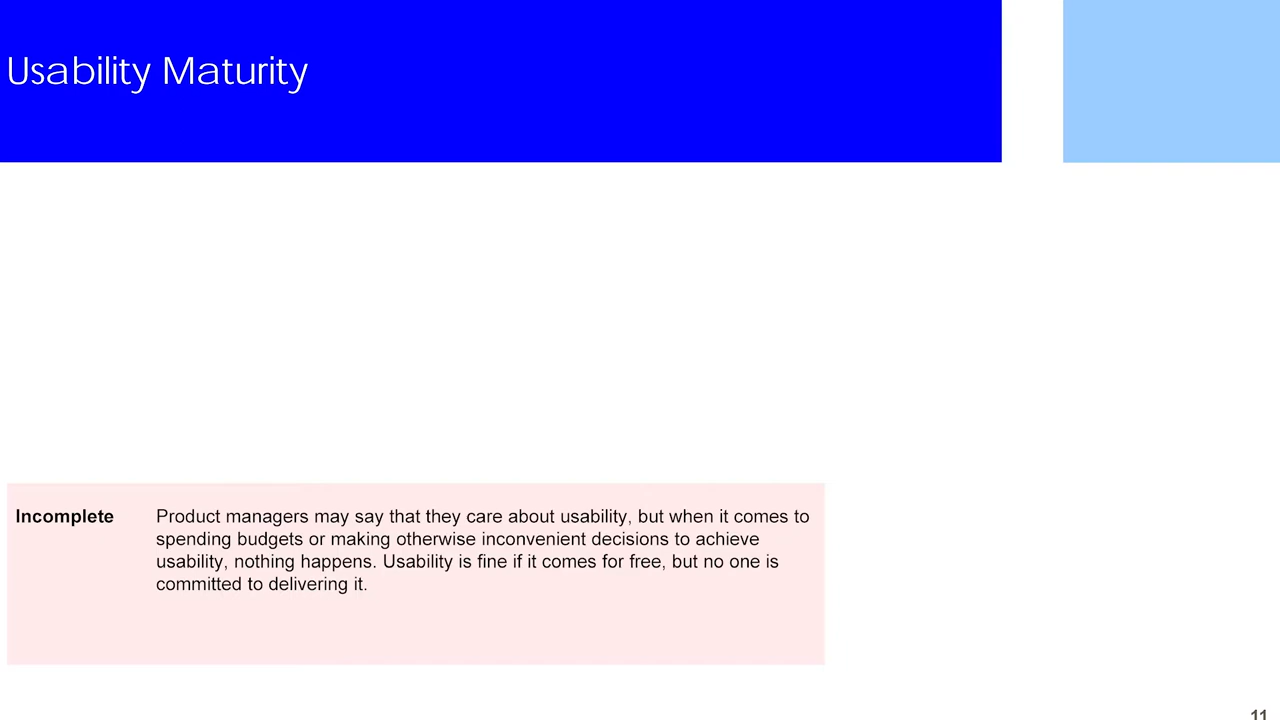 Usability Maturity
Incomplete Product managers may say that they care about usability, but when it comes to
spending budgets or making otherwise inconvenient decisions to achieve
usability, nothing happens. Usability is fine if it comes for free, but no one is
committed to delivering it.
11